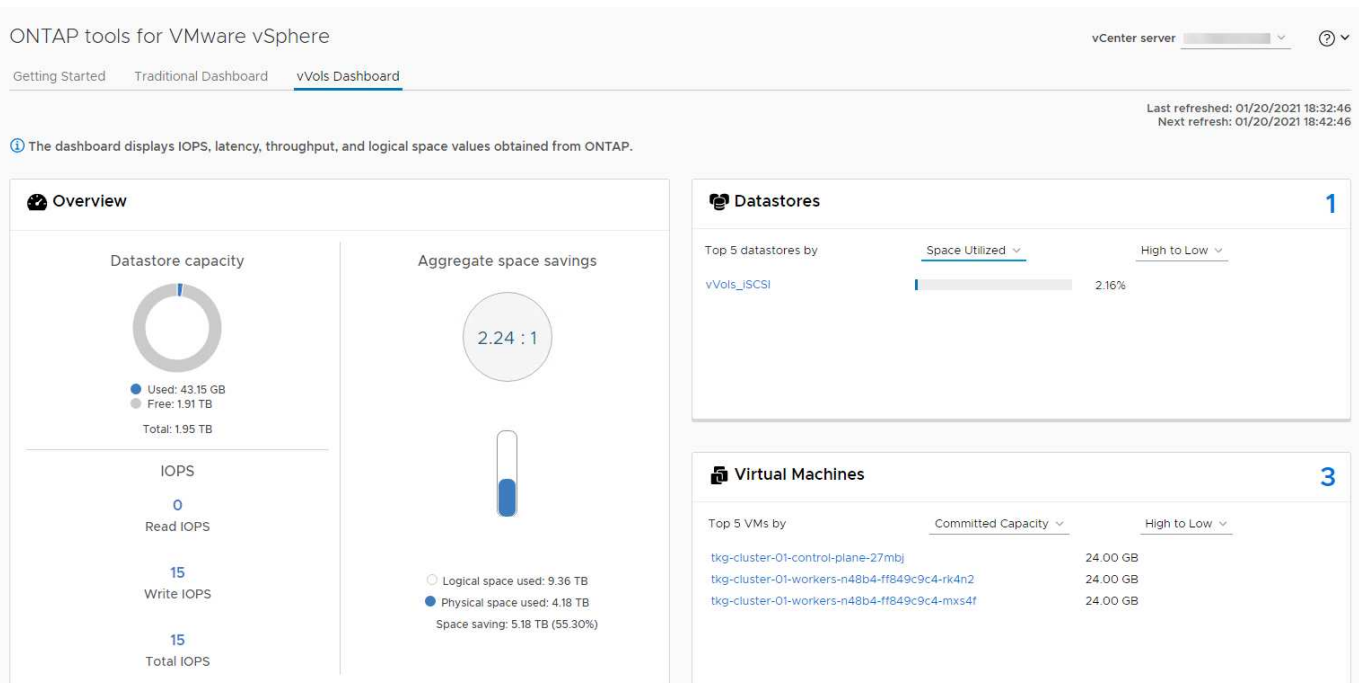 ONTAP tools for VMware vSphere
vCenter server
Getting Started
Traditional Dashboard
vVols Dashboard
Last refreshed: 01/20/2021 18:32:46
Next refresh: 01/20/2021 18:42:46
The dashboard displays IOPS, latency, throughput, and logical space values obtained from ONTAP.
Overview
Datastore capacity
Used: 43.15 GB
Free: 1.91 TB
Total: 1.95 TB
IOPS
0
Read IOPS
15
Write IOPS
15
Total IOPS
Aggregate space savings
2.24 : 1
Logical space used: 9.36 TB
Physical space used: 4.18 TB
Space saving: 5.18 TB (55.30%)
Datastores 1
Top 5 datastores by Space Utilized High to Low
vVols_iSCSI 2.16%
Virtual Machines 3
Top 5 VMs by Committed Capacity High to Low
tkg-cluster-01-control-plane-27mbj 24.00 GB
tkg-cluster-01-workers-n48b4-ff849c9c4-rk4n2 24.00 GB
tkg-cluster-01-workers-n48b4-ff849c9c4-mxs4f 24.00 GB